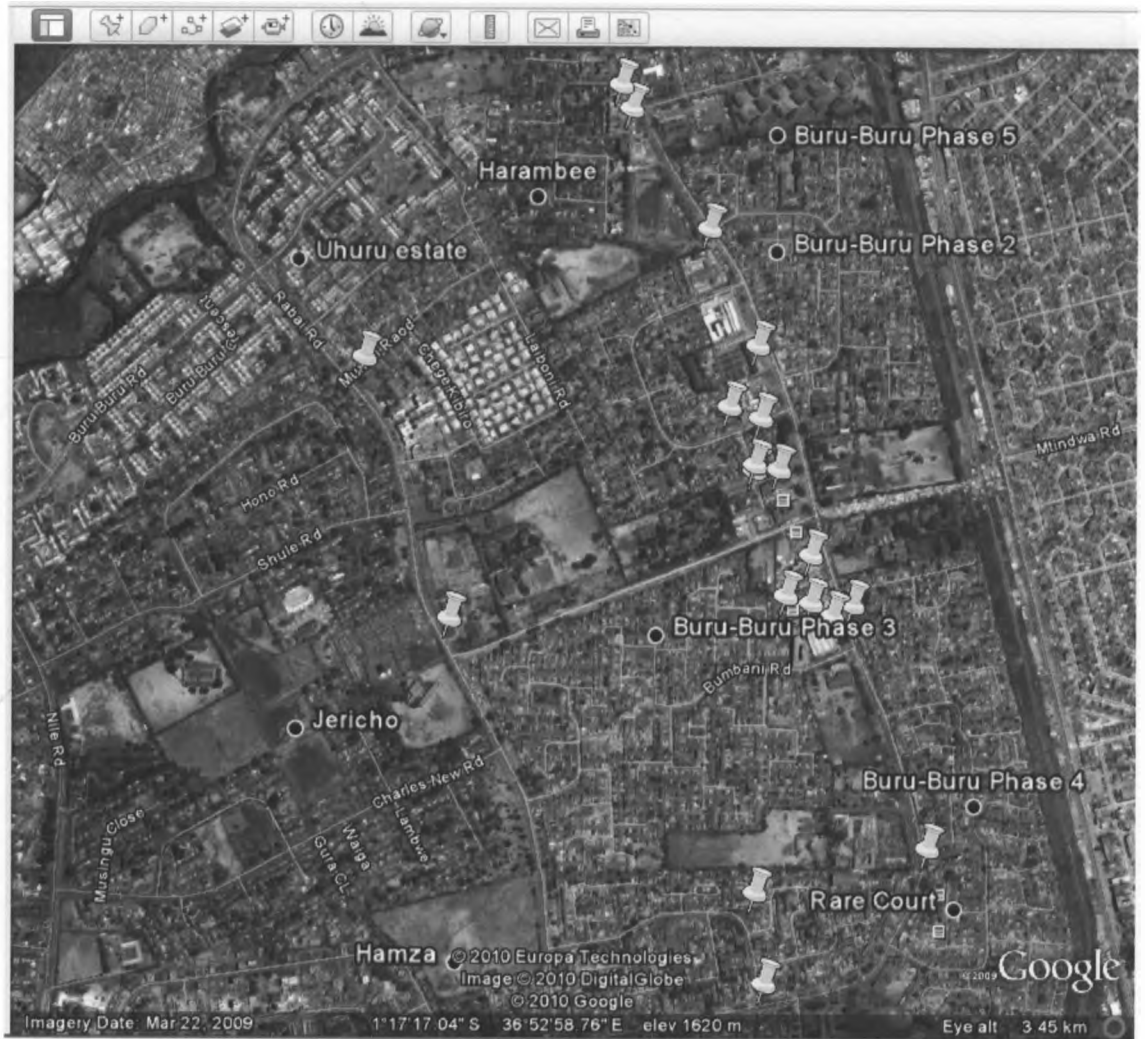 Buru-Buru Phase 5
Harambee
Buru-Buru Phase 2
Uhuru estate
Rabai Rd
Laiboni Rd
Buru Buru Rd
Mtindwa Rd
Hono Rd
Shule Rd
Buru-Buru Phase 3
Bumbani Rd
Jericho
Nile Rd
Charles New Rd
Buru-Buru Phase 4
Musingu Close
Lambwe
Waiga
Gura CL.
Rare Court
Hamza
© 2010 Europa Technologies
Image © 2010 DigitalGlobe
© 2010 Google
© 2009 Google
Imagery Date: Mar 22, 2009 1°17'17.04" S 36°52'58.76" E elev 1620 m Eye alt 3.45 km